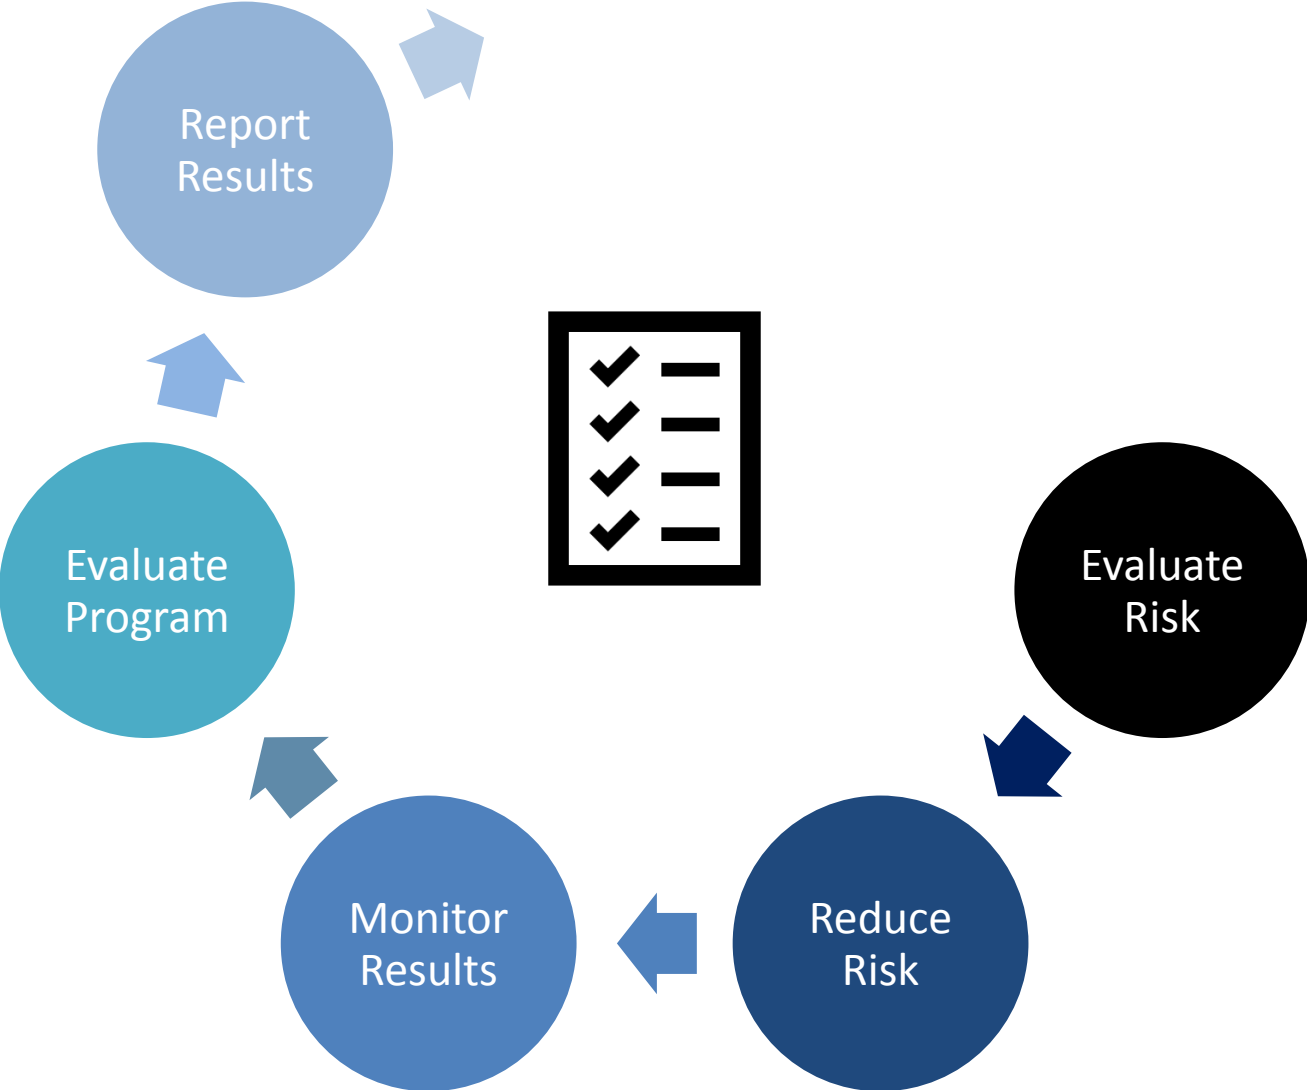 Report
Results
Evaluate
Program
Evaluate
Risk
Monitor
Results
Reduce
Risk